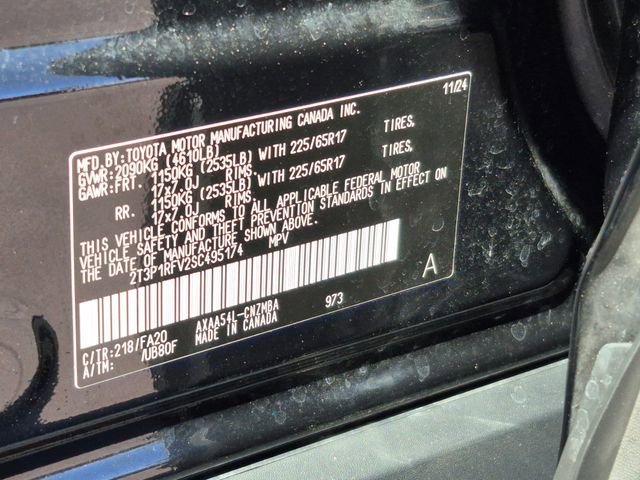 MFD.BY:TOYOTA MOTOR MANUFACTURING CANADA INC. 11/24
GVWR:2090KG (4610LB)
GAWR:FRT. 1150KG (2535LB) WITH 225/65R17 TIRES,
17x7.0J RIMS.
RR. 1150KG (2535LB) WITH 225/65R17 TIRES,
17x7.0J RIMS.
THIS VEHICLE CONFORMS TO ALL APPLICABLE FEDERAL MOTOR
VEHICLE SAFETY AND THEFT PREVENTION STANDARDS IN EFFECT ON
THE DATE OF MANUFACTURE SHOWN ABOVE.
2T3P1RFV2SC495174 MPV
A
C/TR:218/FA20 AXAA54L-CNZMBA 973
A/TM: /UB80F MADE IN CANADA